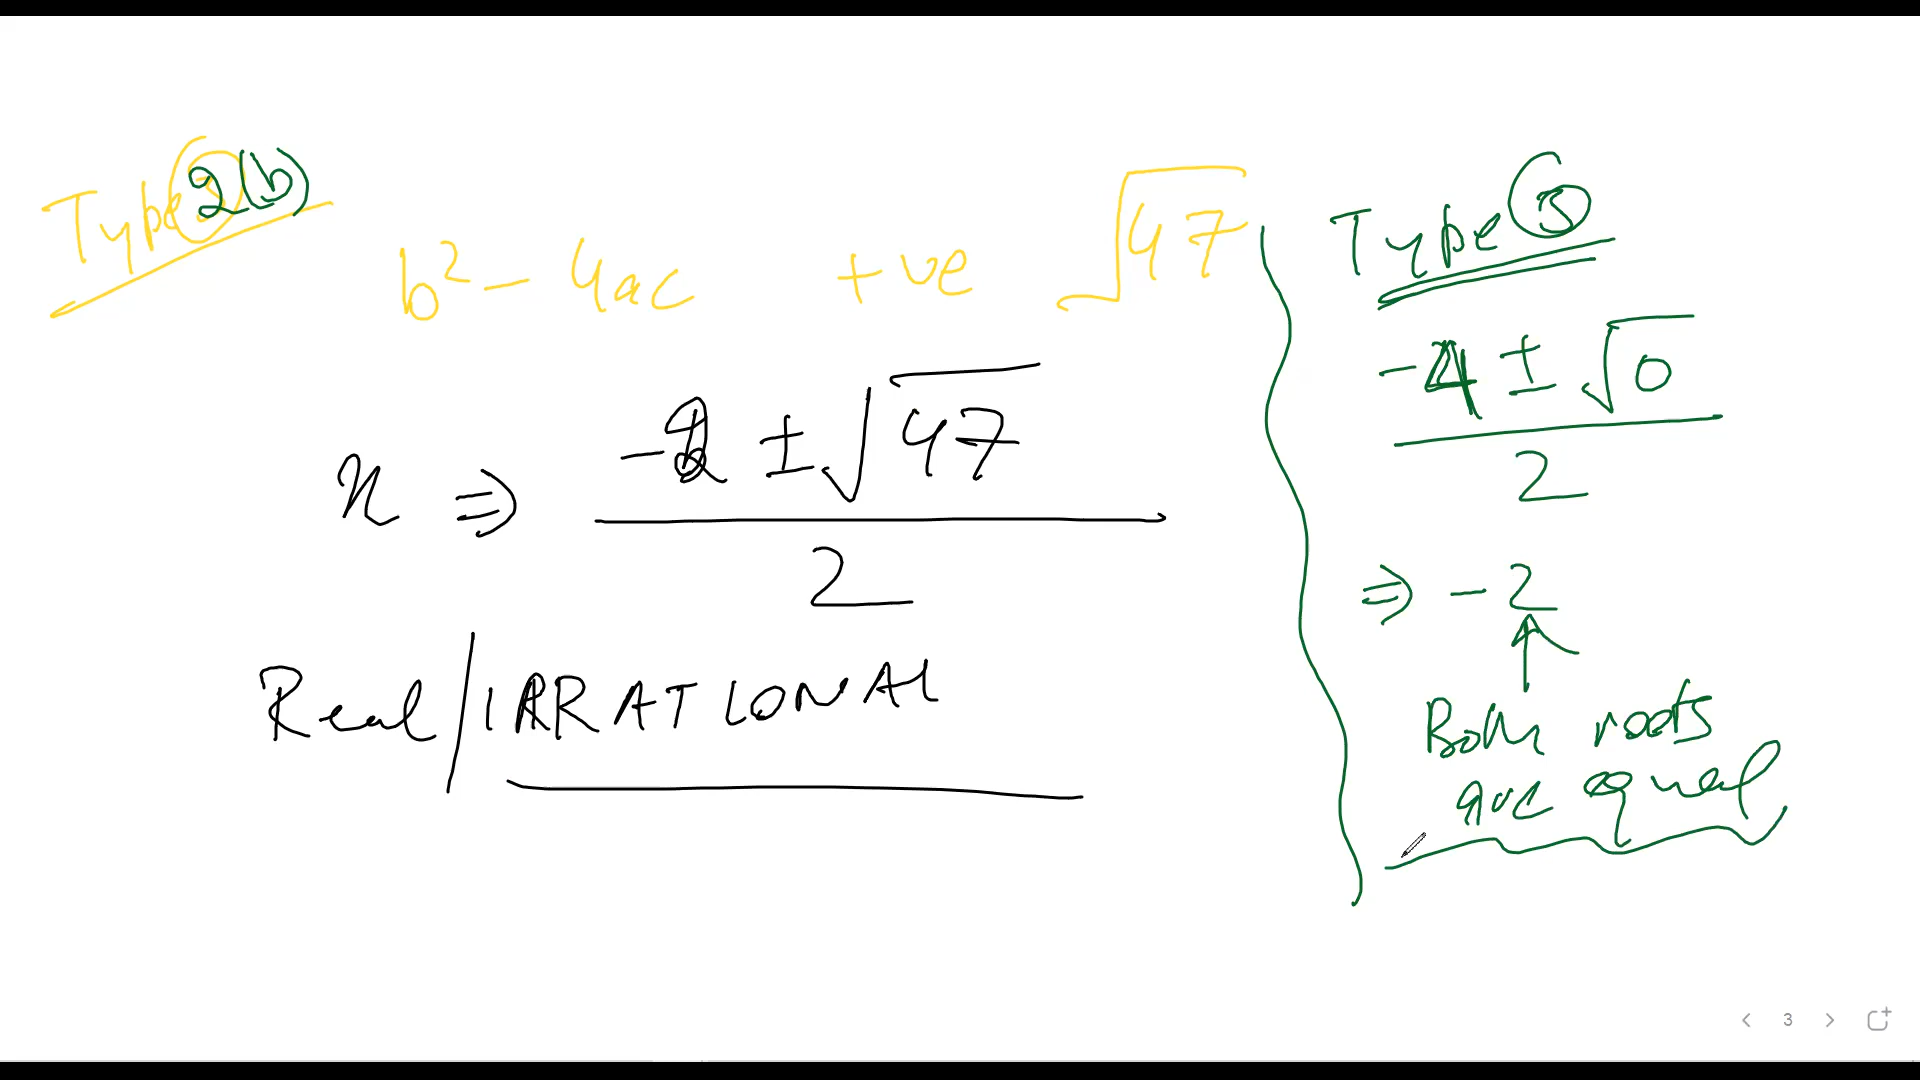 Type 2(b)
b² - 4ac +ve √47
x ⇒ -2 ± √47
2
Real / IRRATIONAL
Type 3
-4 ± √0
2
⇒ -2
Both roots
are equal
3